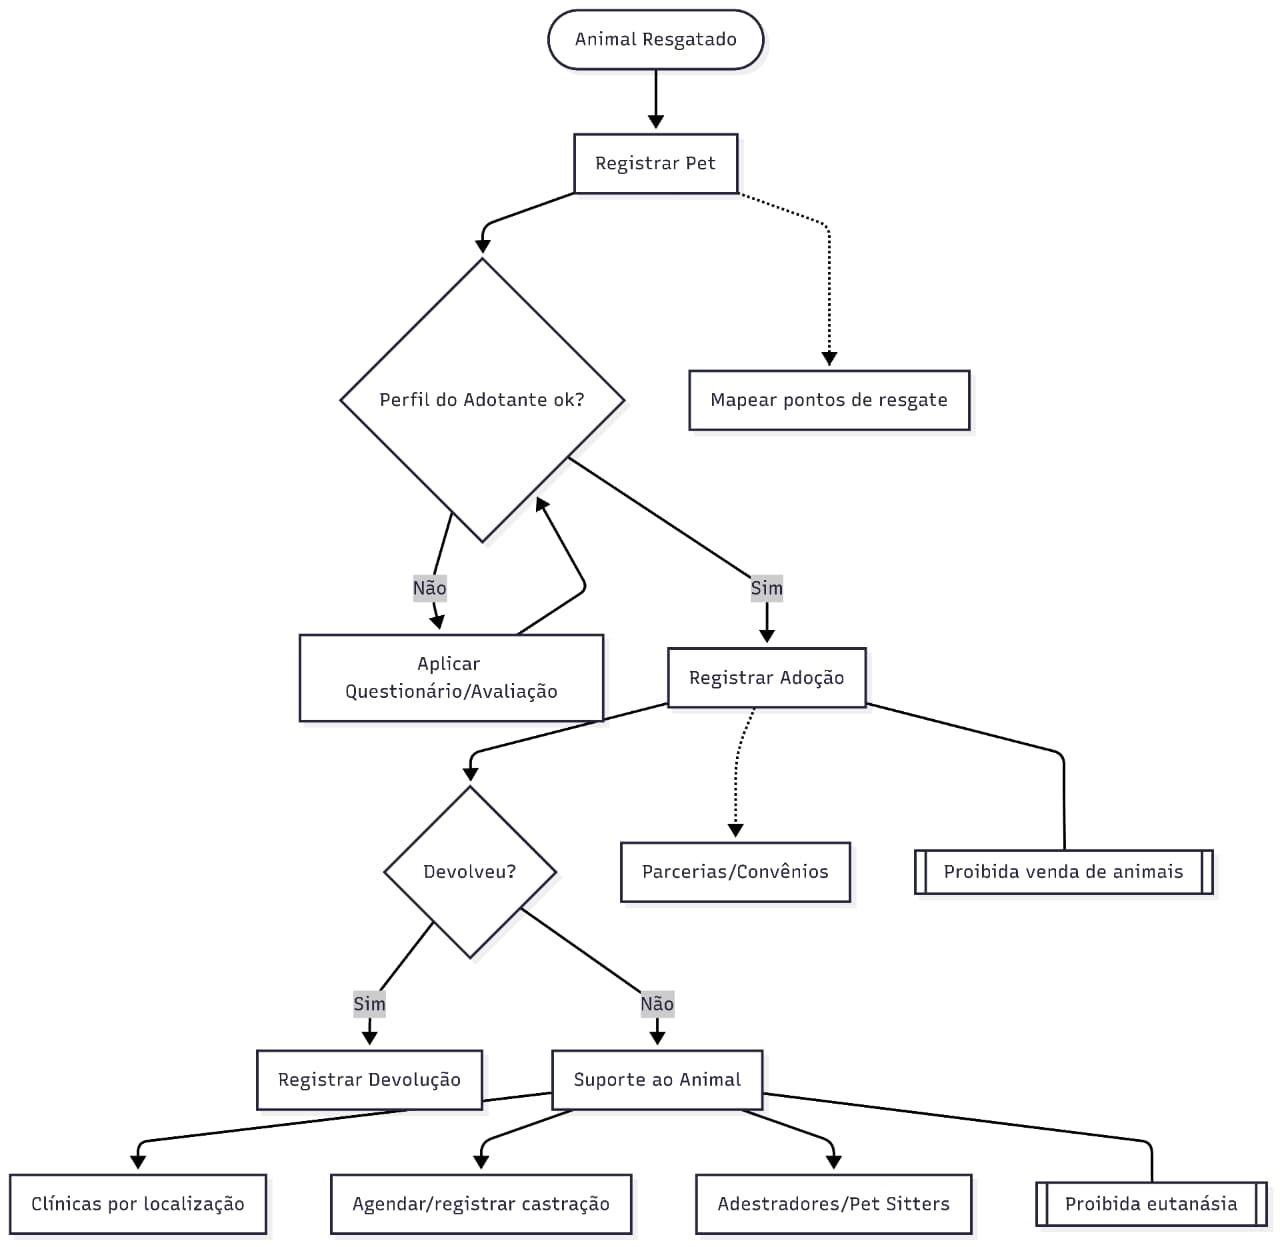 Animal Resgatado
Registrar Pet
Perfil do Adotante ok?
Mapear pontos de resgate
Não
Sim
Aplicar
Questionário/Avaliação
Registrar Adoção
Devolveu?
Parcerias/Convênios
Proibida venda de animais
Sim
Não
Registrar Devolução
Suporte ao Animal
Clínicas por localização
Agendar/registrar castração
Adestradores/Pet Sitters
Proibida eutanásia